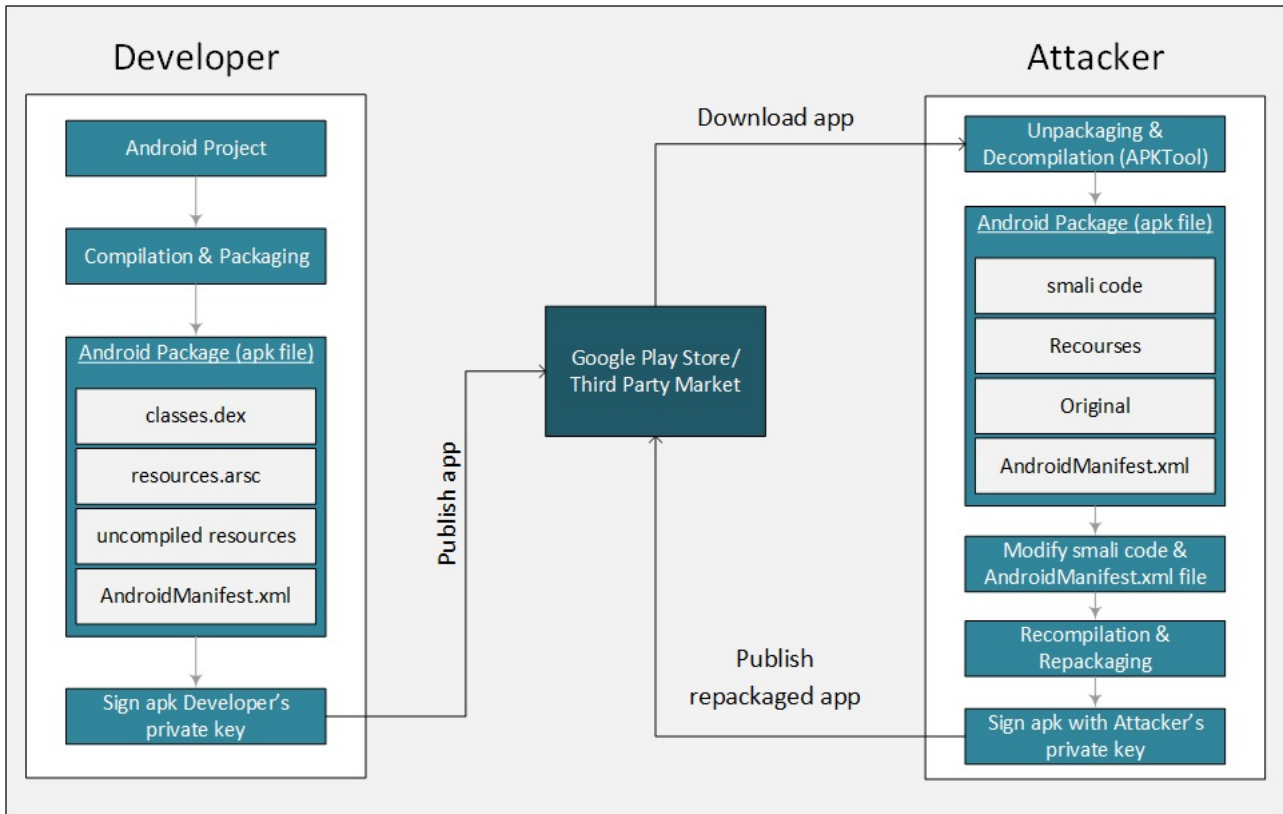 Developer
Android Project
Compilation & Packaging
Android Package (apk file)
classes.dex
resources.arsc
uncompiled resources
AndroidManifest.xml
Sign apk Developer's
private key
Publish app
Google Play Store/
Third Party Market
Download app
Publish
repackaged app
Attacker
Unpackaging &
Decompilation (APKTool)
Android Package (apk file)
smali code
Recourses
Original
AndroidManifest.xml
Modify smali code &
AndroidManifest.xml file
Recompilation &
Repackaging
Sign apk with Attacker's
private key